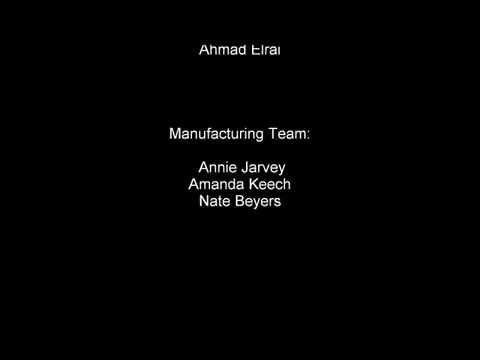 Ahmad Elrai
Manufacturing Team:
Annie Jarvey
Amanda Keech
Nate Beyers